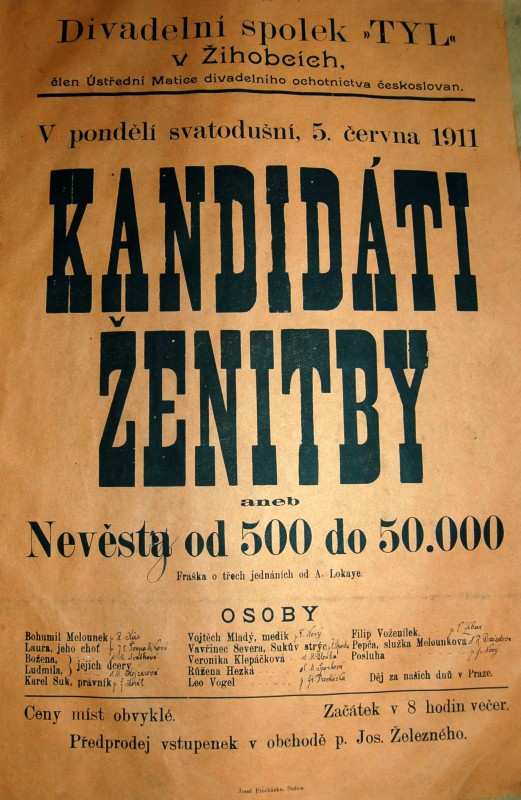 Divadelní spolek "TYL"
v Žihobcích,
člen Ústřední Matice divadelního ochotnictva českoslovan.
V pondělí svatodušní, 5. června 1911
KANDIDÁTI
ŽENITBY
aneb
Nevěsty od 500 do 50.000
Fraška o třech jednáních od A. Lokaye.
OSOBY
Bohumil Melounek
Laura, jeho choť
Božena,
Ludmila, } jejich dcery
Karel Suk, právník
Vojtěch Mladý, medik
Vavřinec Severa, Sukův strýc
Veronika Klepáčková
Růžena Hezká
Leo Vogel
Filip Voženílek.
Pepča, služka Melounkova
Posluha
Děj za našich dnů v Praze.
Ceny míst obvyklé.
Začátek v 8 hodin večer.
Předprodej vstupenek v obchodě p. Jos. Železného.
Josef Procházka, Sušice.